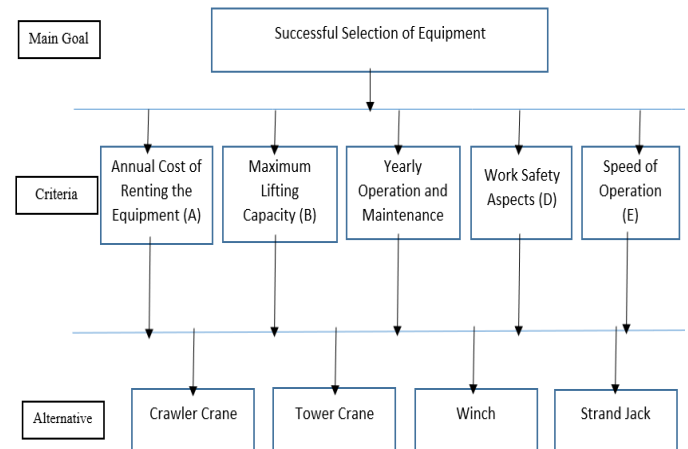 Main Goal
Successful Selection of Equipment
Criteria
Annual Cost of
Renting the
Equipment (A)
Maximum
Lifting
Capacity (B)
Yearly
Operation and
Maintenance
Work Safety
Aspects (D)
Speed of
Operation
(E)
Alternative
Crawler Crane
Tower Crane
Winch
Strand Jack